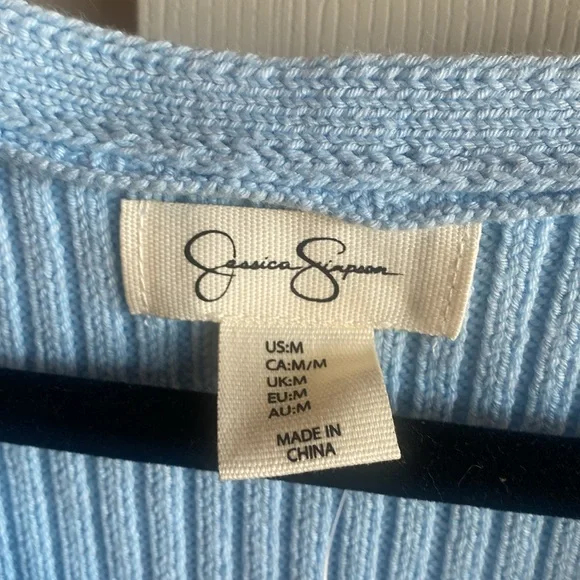 Jessica Simpson
US:M
CA:M/M
UK:M
EU:M
AU:M
MADE IN
CHINA